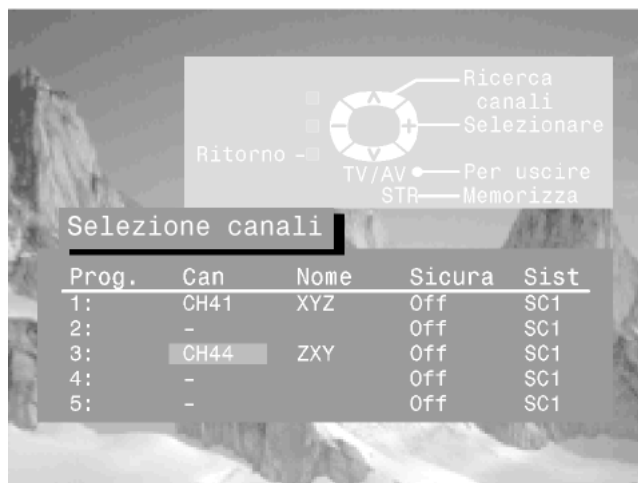 Ricerca
canali
Selezionare
Ritorno -
TV/AV
Per uscire
STR
Memorizza
Selezione canali
Prog. Can Nome Sicura Sist
1: CH41 XYZ Off SC1
2: - Off SC1
3: CH44 ZXY Off SC1
4: - Off SC1
5: - Off SC1